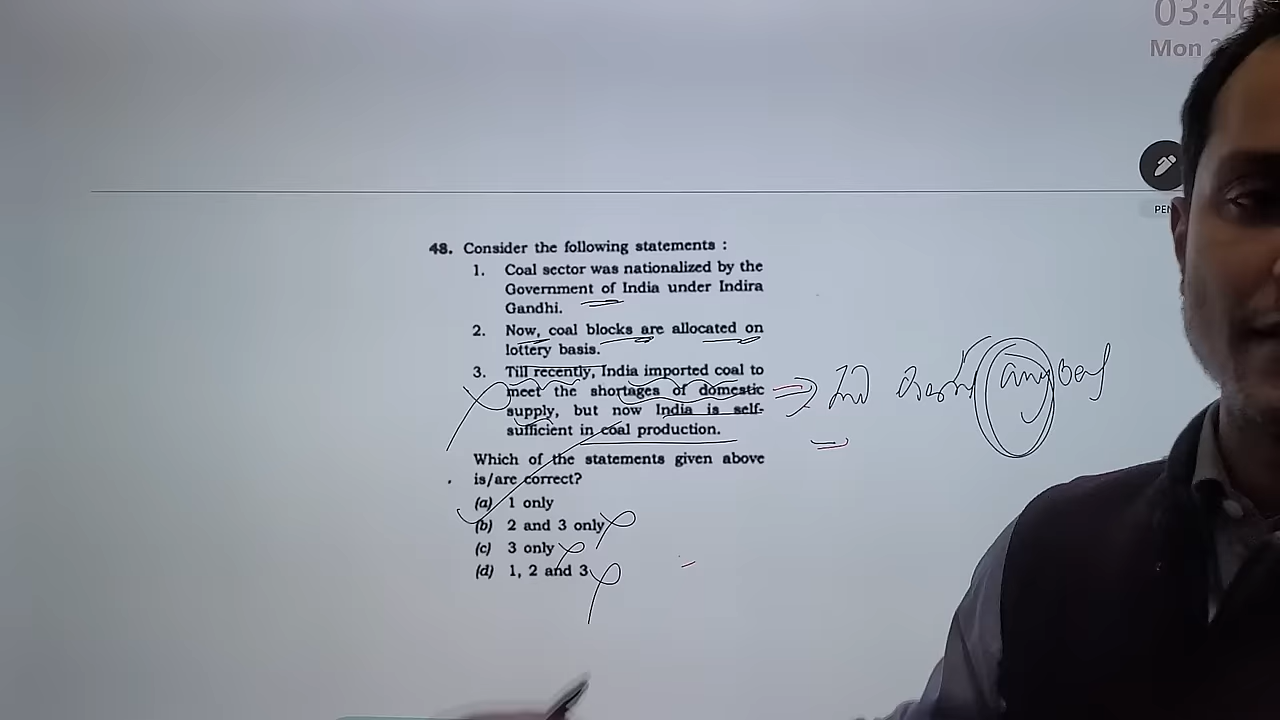 03:46
Mon
PEN
48. Consider the following statements :
1. Coal sector was nationalized by the
Government of India under Indira
Gandhi.
2. Now, coal blocks are allocated on
lottery basis.
3. Till recently, India imported coal to
meet the shortages of domestic
supply, but now India is self-
sufficient in coal production.
Which of the statements given above
is/are correct?
(a) 1 only
(b) 2 and 3 only
(c) 3 only
(d) 1, 2 and 3